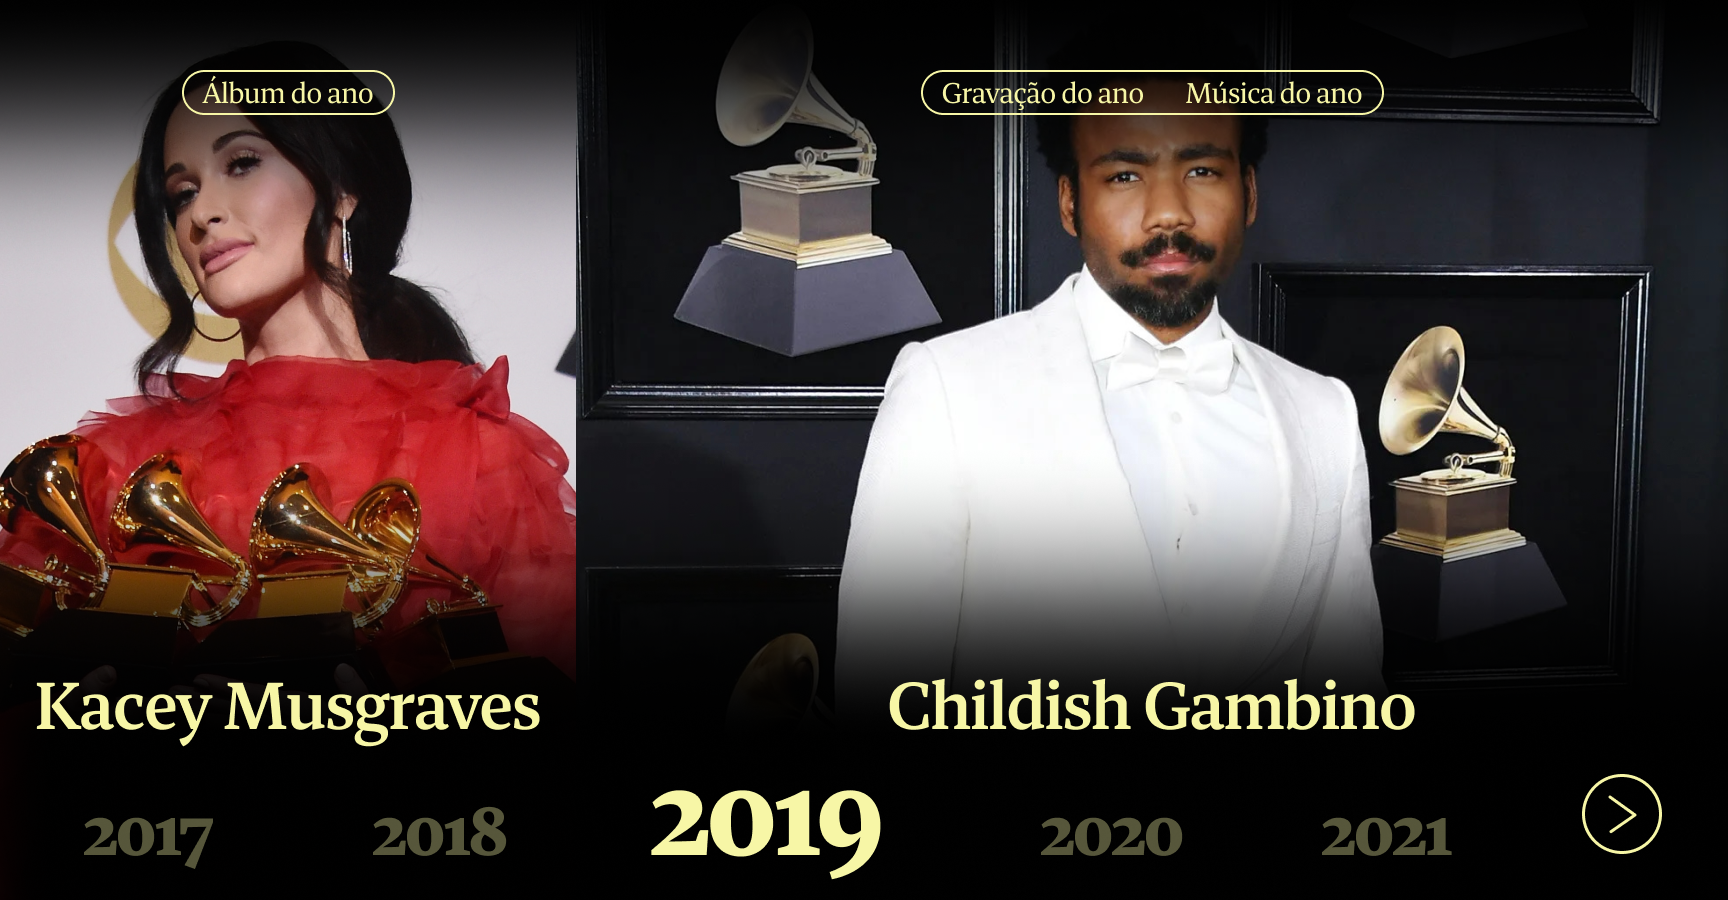 Álbum do ano
Gravação do ano Música do ano
Kacey Musgraves
Childish Gambino
2017 2018 2019 2020 2021